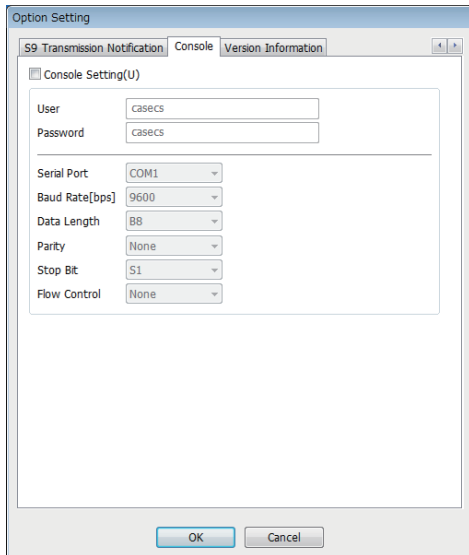 Option Setting
S9 Transmission Notification Console Version Information
Console Setting(U)
User casecs
Password casecs
Serial Port COM1
Baud Rate[bps] 9600
Data Length B8
Parity None
Stop Bit S1
Flow Control None
OK Cancel